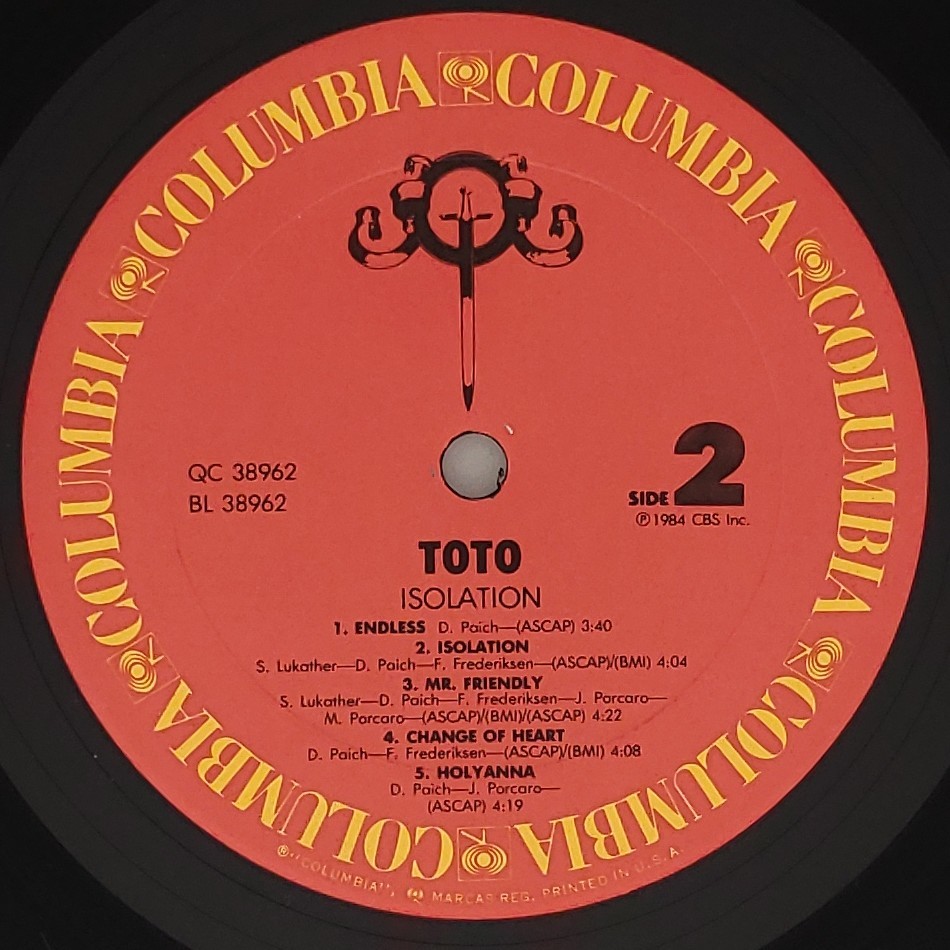 COLUMBIA COLUMBIA COLUMBIA COLUMBIA COLUMBIA COLUMBIA
QC 38962
BL 38962
SIDE 2
Ⓟ 1984 CBS Inc.
TOTO
ISOLATION
1. ENDLESS D. Paich—(ASCAP) 3:40
2. ISOLATION
S. Lukather—D. Paich—F. Frederiksen—(ASCAP)/(BMI) 4:04
3. MR. FRIENDLY
S. Lukather—D. Paich—F. Frederiksen—J. Porcaro—
M. Porcaro—(ASCAP)/(BMI)/(ASCAP) 4:22
4. CHANGE OF HEART
D. Paich—F. Frederiksen—(ASCAP)/(BMI) 4:08
5. HOLYANNA
D. Paich—J. Porcaro—
(ASCAP) 4:19
®"COLUMBIA", MARCAS REG. PRINTED IN U.S.A.